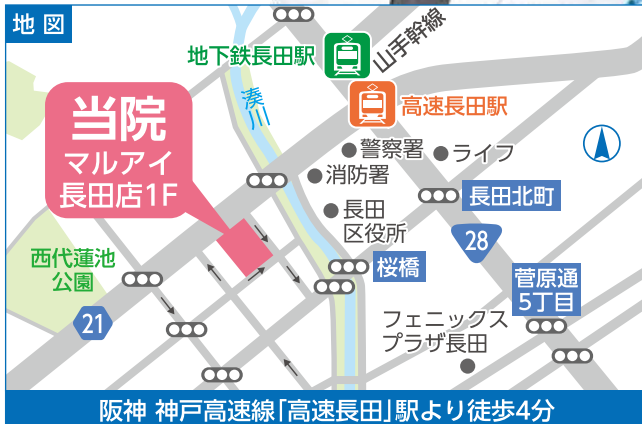 地図
地下鉄長田駅
山手幹線
高速長田駅
湊川
当院
マルアイ
長田店1F
警察署
ライフ
消防署
長田
区役所
長田北町
28
桜橋
西代蓮池
公園
21
菅原通
5丁目
フェニックス
プラザ長田
阪神 神戸高速線「高速長田」駅より徒歩4分